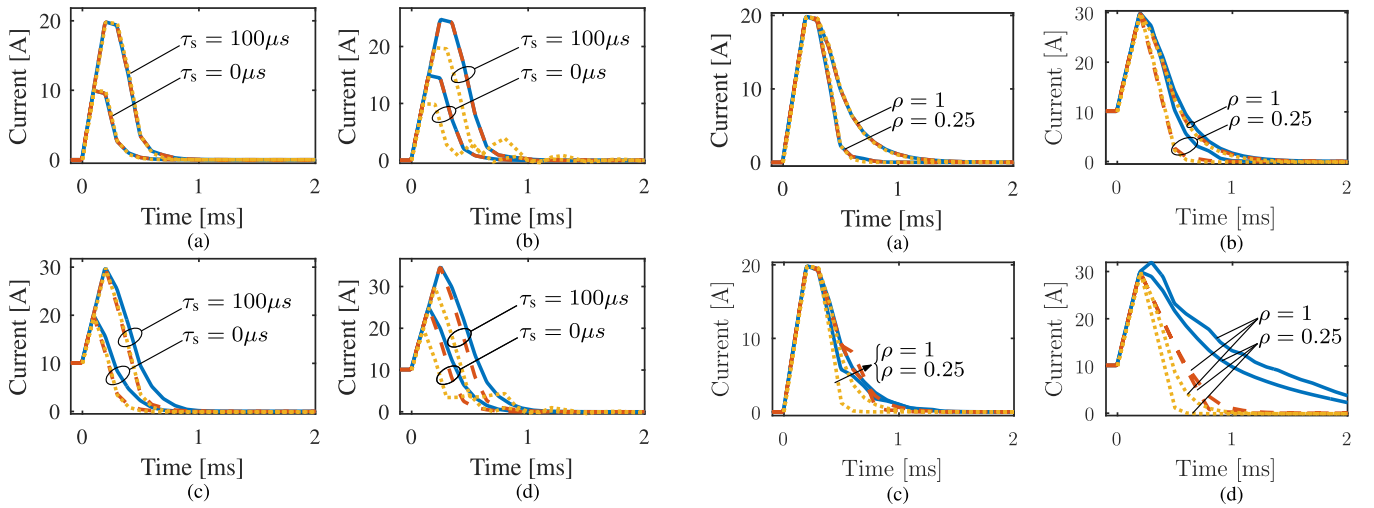 Current [A]
20
10
0
τs = 100μs
τs = 0μs
0
1
2
Time [ms]
(a)
Current [A]
20
10
0
τs = 100μs
τs = 0μs
0
1
2
Time [ms]
(b)
Current [A]
20
10
0
ρ = 1
ρ = 0.25
0
1
2
Time [ms]
(a)
Current [A]
30
20
10
0
ρ = 1
ρ = 0.25
0
1
2
Time [ms]
(b)
Current [A]
30
20
10
0
τs = 100μs
τs = 0μs
0
1
2
Time [ms]
(c)
Current [A]
30
20
10
0
τs = 100μs
τs = 0μs
0
1
2
Time [ms]
(d)
Current [A]
20
10
0
ρ = 1
ρ = 0.25
0
1
2
Time [ms]
(c)
Current [A]
30
20
10
0
ρ = 1
ρ = 0.25
0
1
2
Time [ms]
(d)